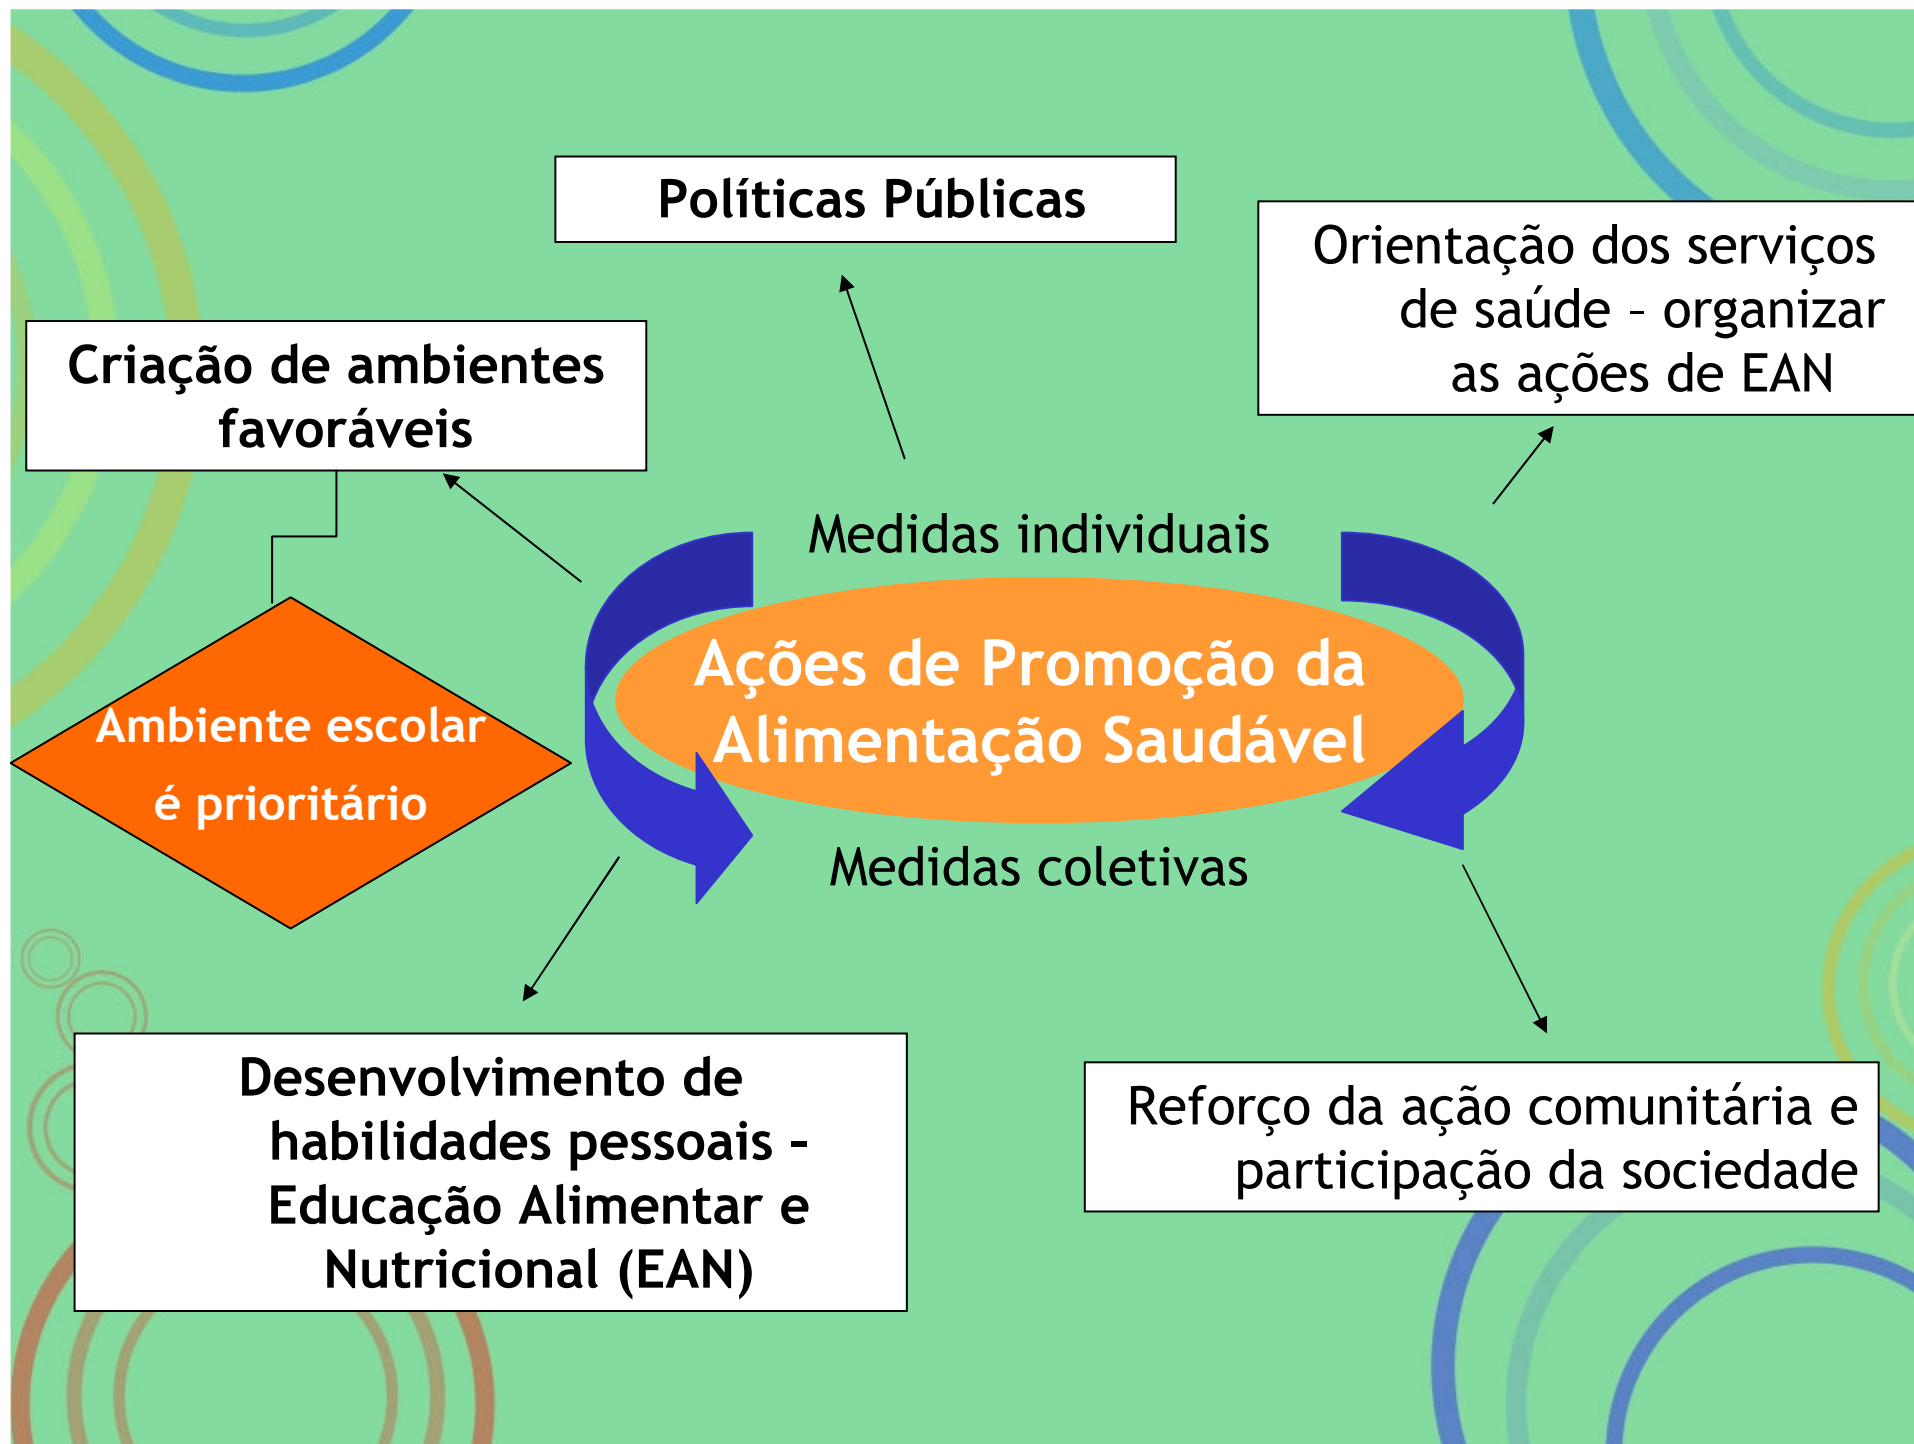 Políticas Públicas
Orientação dos serviços
de saúde – organizar
as ações de EAN
Criação de ambientes
favoráveis
Medidas individuais
Ações de Promoção da
Alimentação Saudável
Ambiente escolar
é prioritário
Medidas coletivas
Desenvolvimento de
habilidades pessoais –
Educação Alimentar e
Nutricional (EAN)
Reforço da ação comunitária e
participação da sociedade